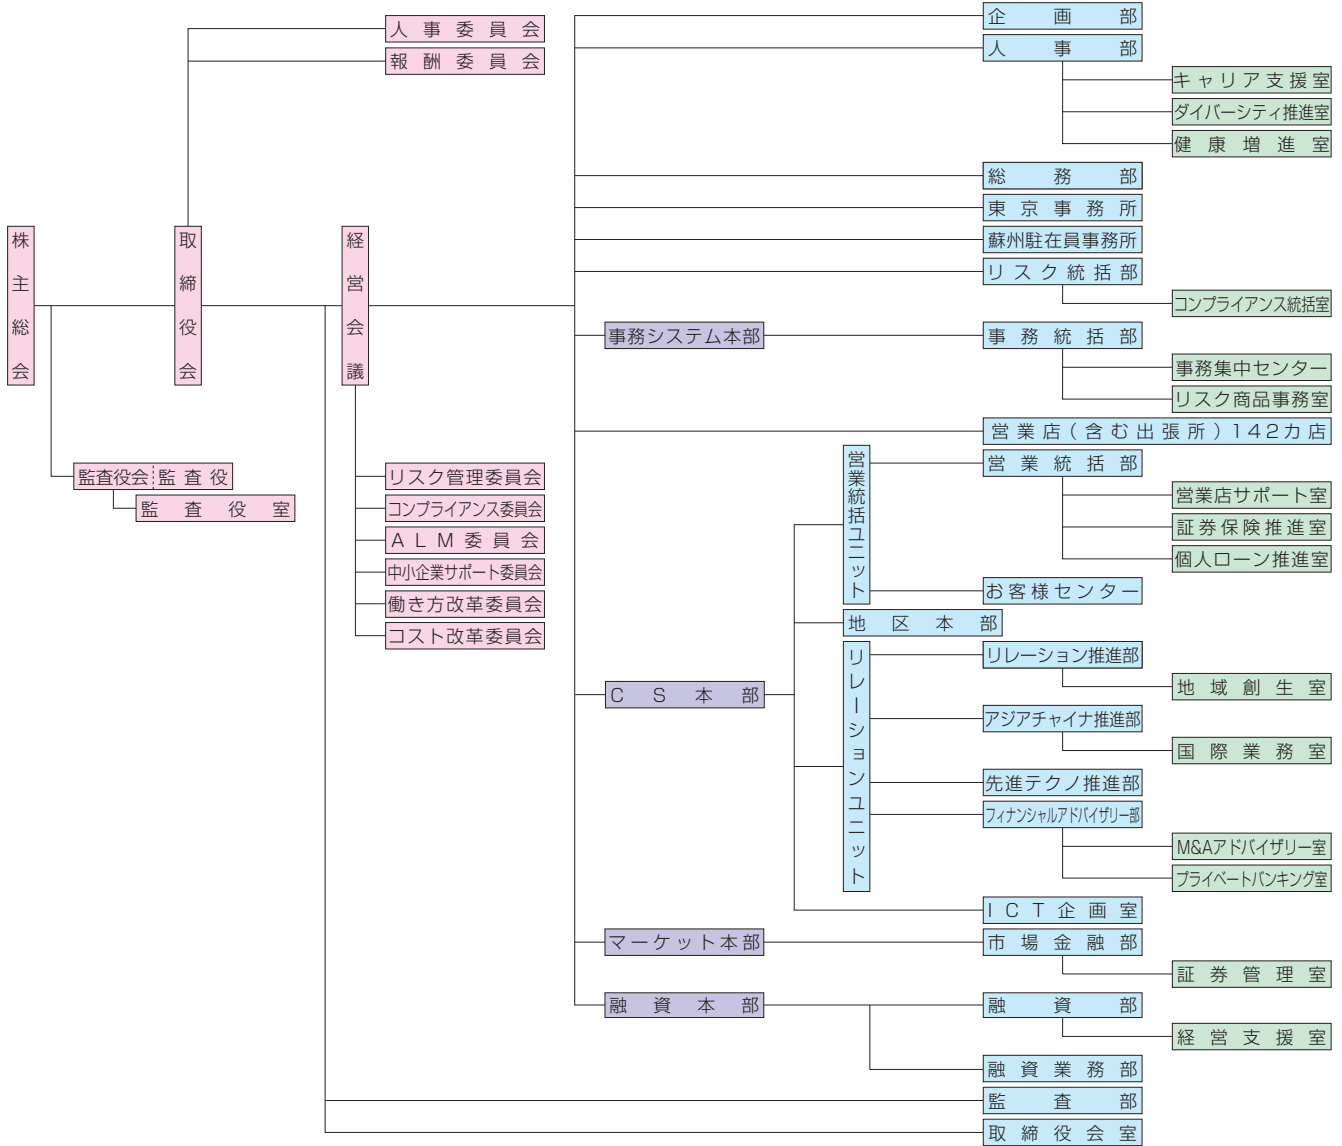 人事委員会
報酬委員会
株主総会
取締役会
経営会議
監査役会 監査役
監査役室
リスク管理委員会
コンプライアンス委員会
ALM委員会
中小企業サポート委員会
働き方改革委員会
コスト改革委員会
企画部
人事部
キャリア支援室
ダイバーシティ推進室
健康増進室
総務部
東京事務所
蘇州駐在員事務所
リスク統括部
コンプライアンス統括室
事務システム本部
事務統括部
事務集中センター
リスク商品事務室
営業店(含む出張所)142カ店
CS本部
営業統括ユニット
営業統括部
営業店サポート室
証券保険推進室
個人ローン推進室
お客様センター
地区本部
リレーションユニット
リレーション推進部
地域創生室
アジアチャイナ推進部
国際業務室
先進テクノ推進部
フィナンシャルアドバイザリー部
M&Aアドバイザリー室
プライベートバンキング室
ICT企画室
マーケット本部
市場金融部
証券管理室
融資本部
融資部
経営支援室
融資業務部
監査部
取締役会室